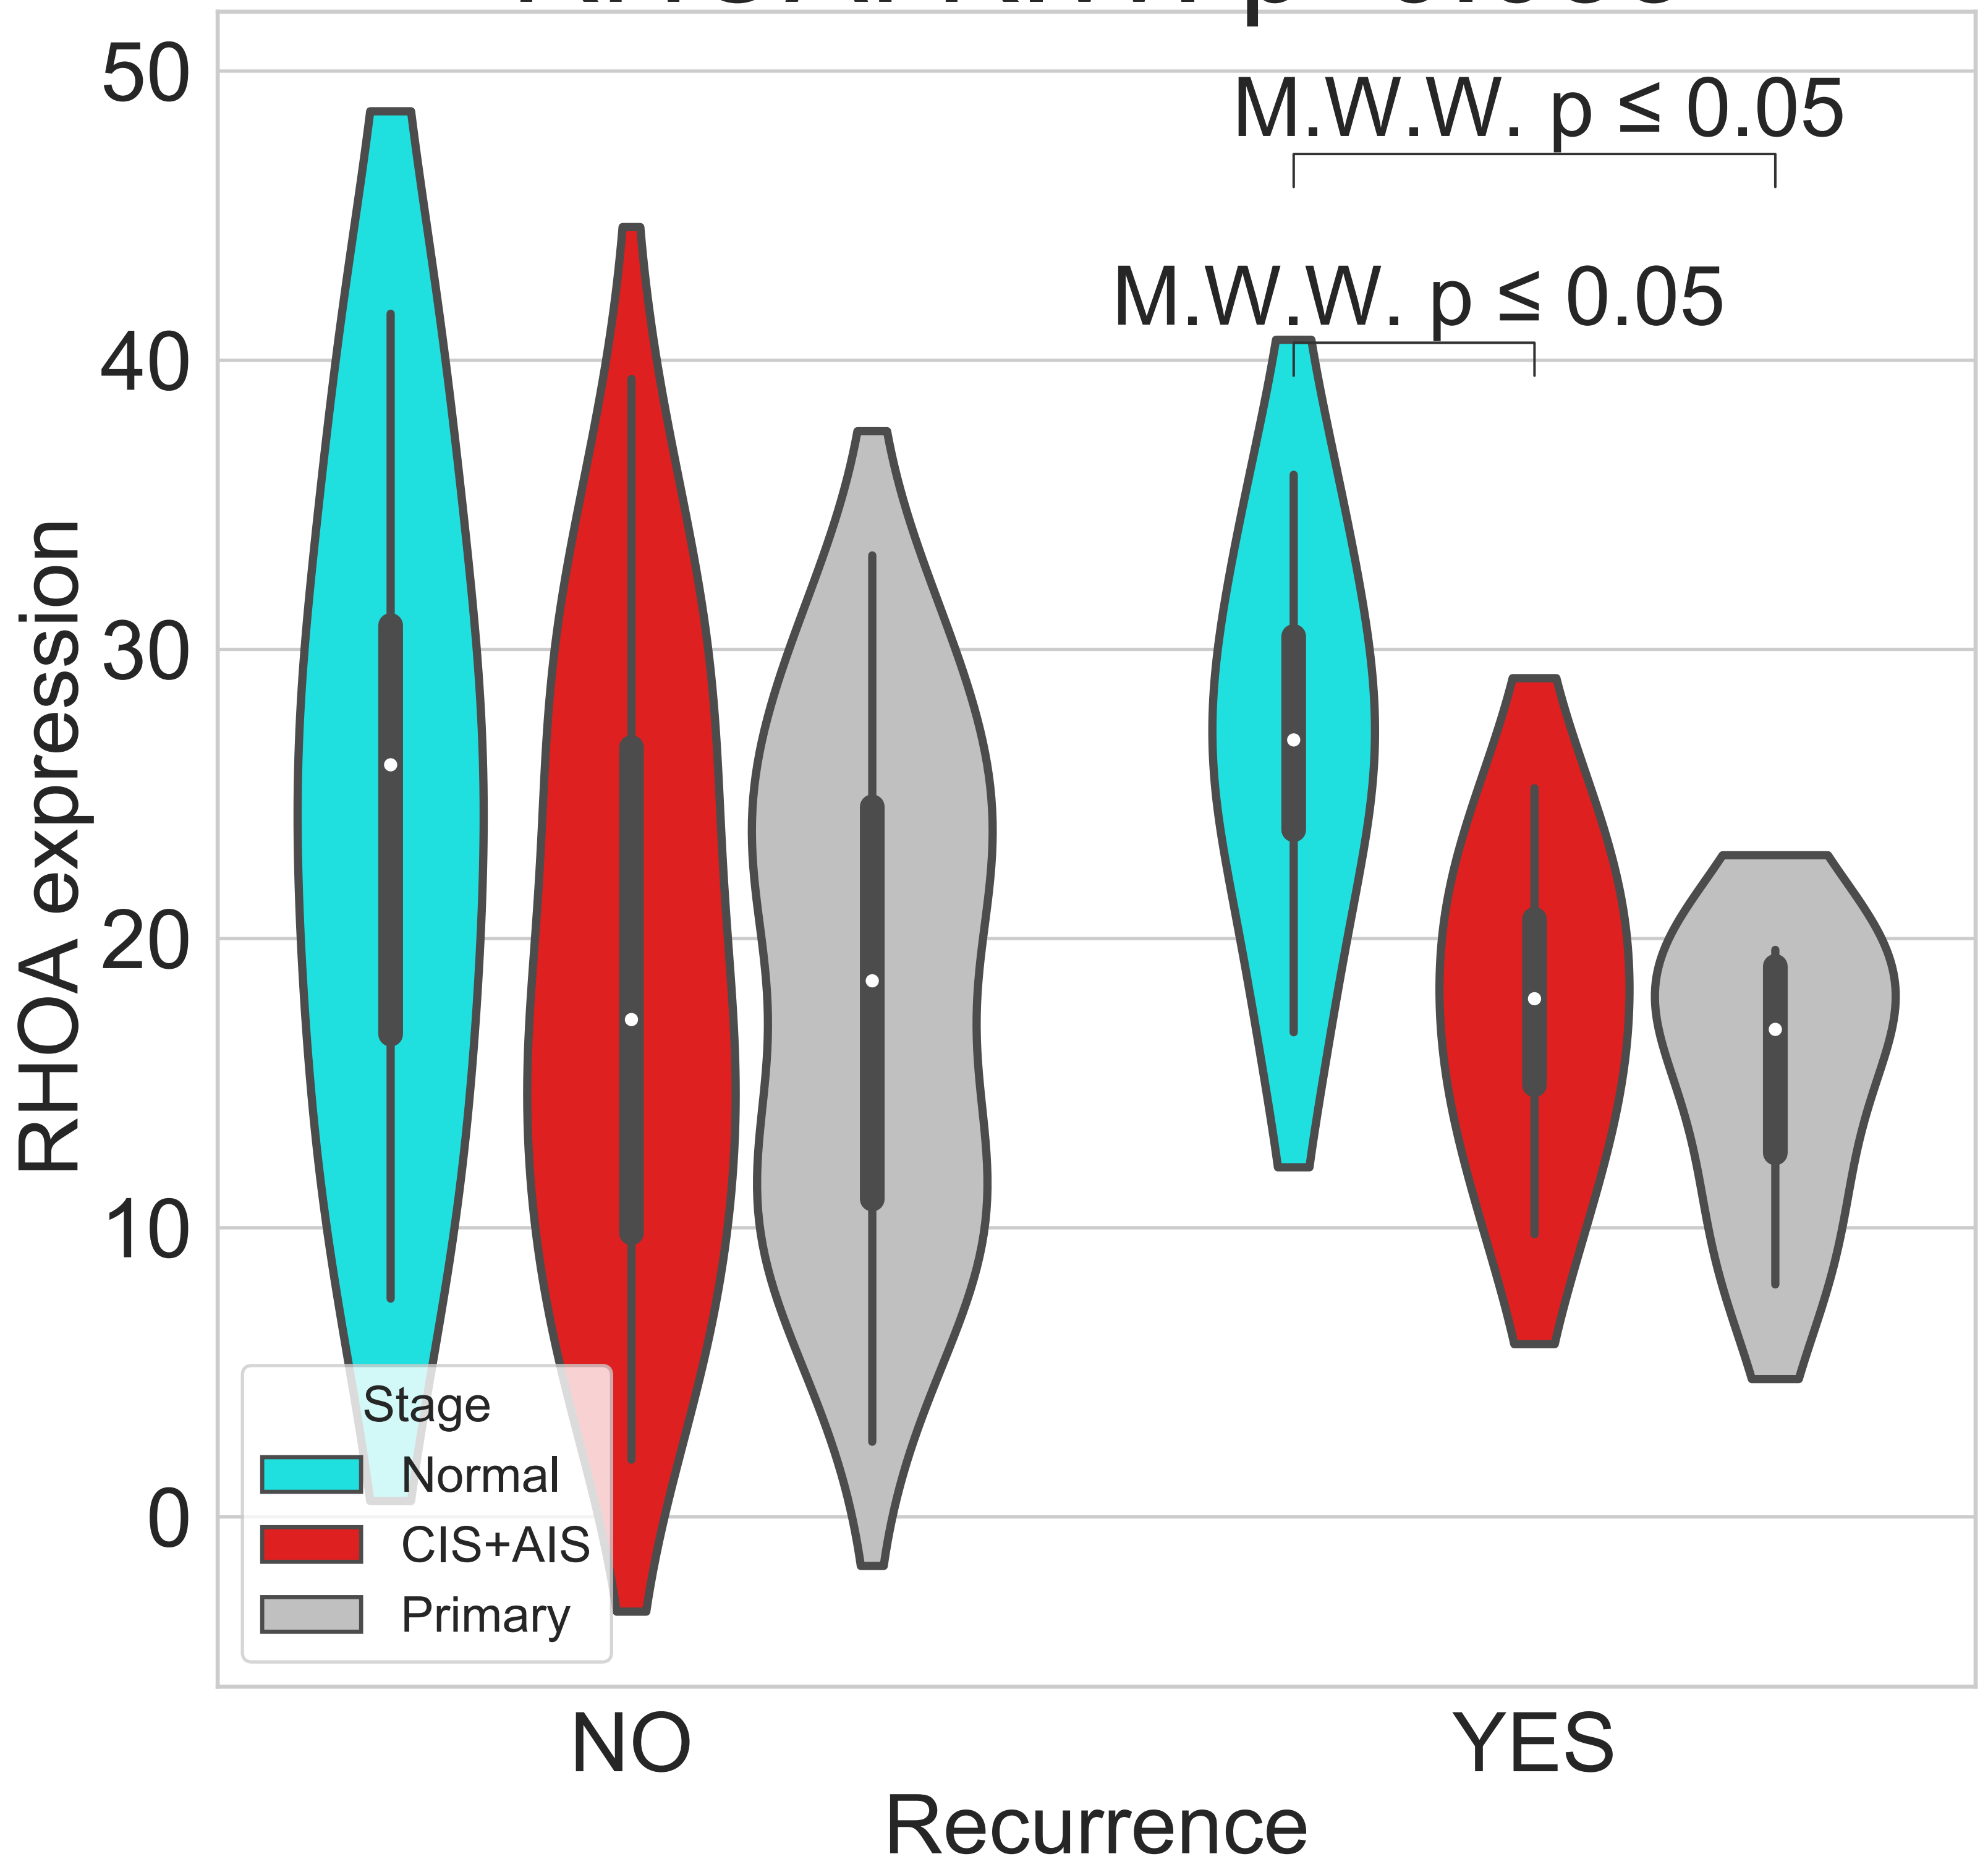 50
M.W.W. p ≤ 0.05
M.W.W. p ≤ 0.05
40
30
20
10
0
RHOA expression
Stage
Normal
CIS+AIS
Primary
NO
YES
Recurrence